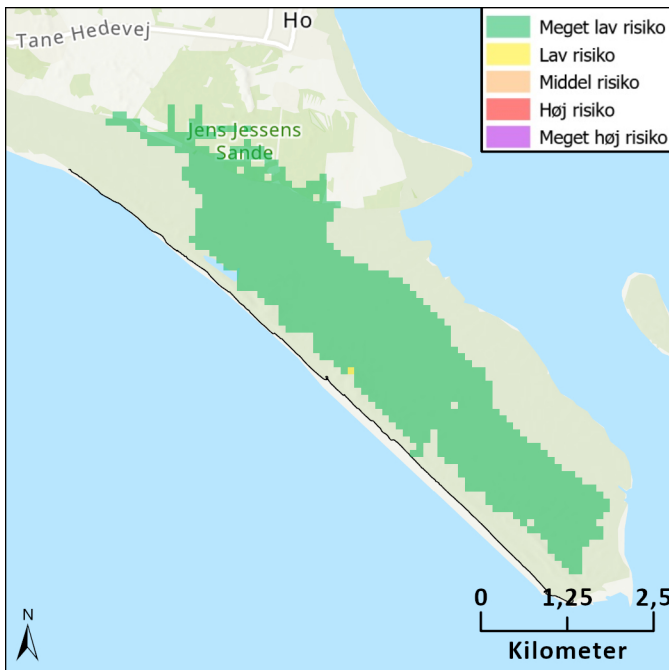 Ho
Tane Hedevej
Jens Jessens
Sande
Meget lav risiko
Lav risiko
Middel risiko
Høj risiko
Meget høj risiko
N
0 1,25 2,5
Kilometer